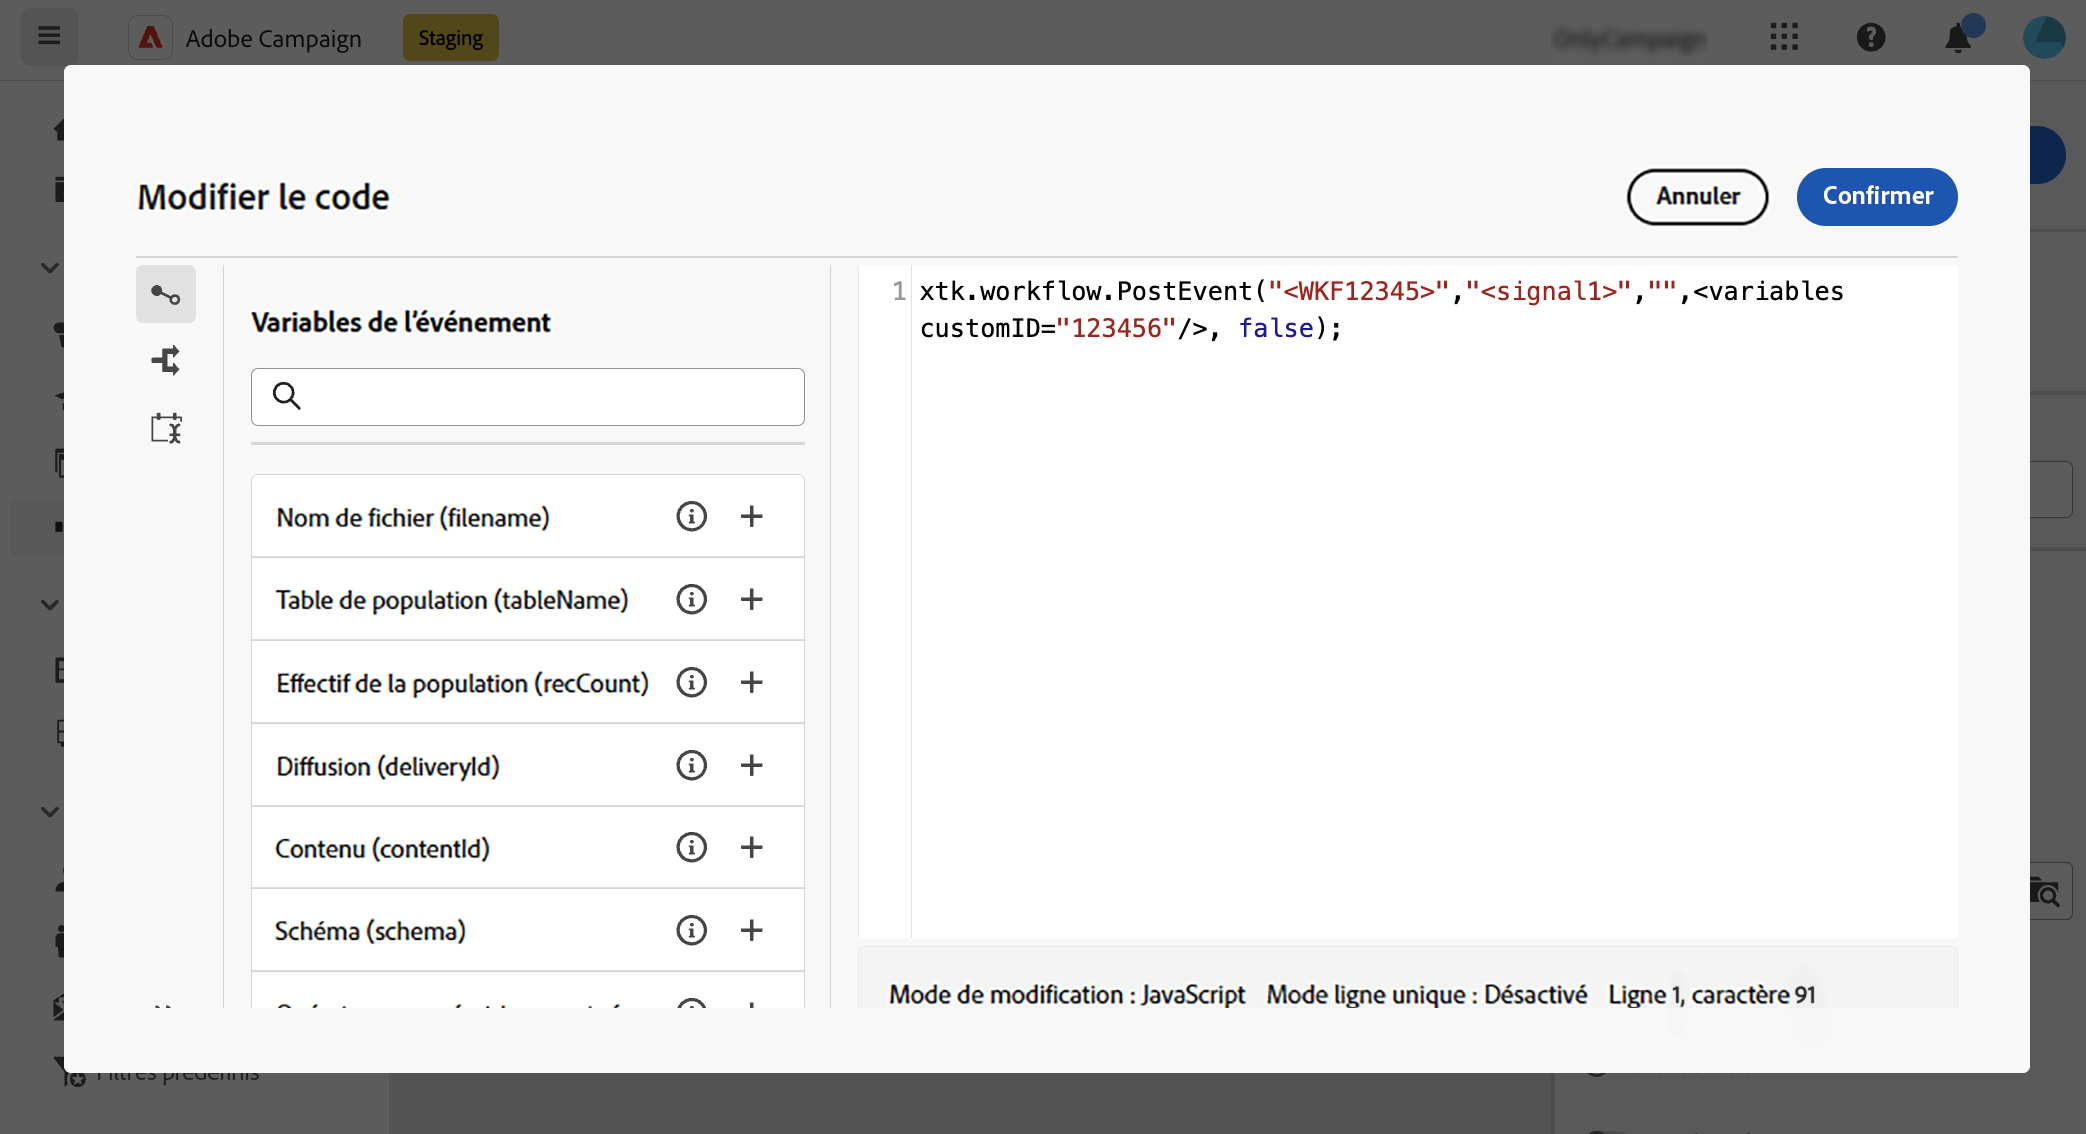 Adobe Campaign
Staging
Modifier le code
Annuler
Confirmer
Variables de l’événement
1 xtk.workflow.PostEvent("<WKF12345>","<signal1>","",<variables
customID="123456"/>, false);
Nom de fichier (filename)
Table de population (tableName)
Effectif de la population (recCount)
Diffusion (deliveryId)
Contenu (contentId)
Schéma (schema)
Mode de modification : JavaScript Mode ligne unique : Désactivé Ligne 1, caractère 91
Filtres prédéfinis